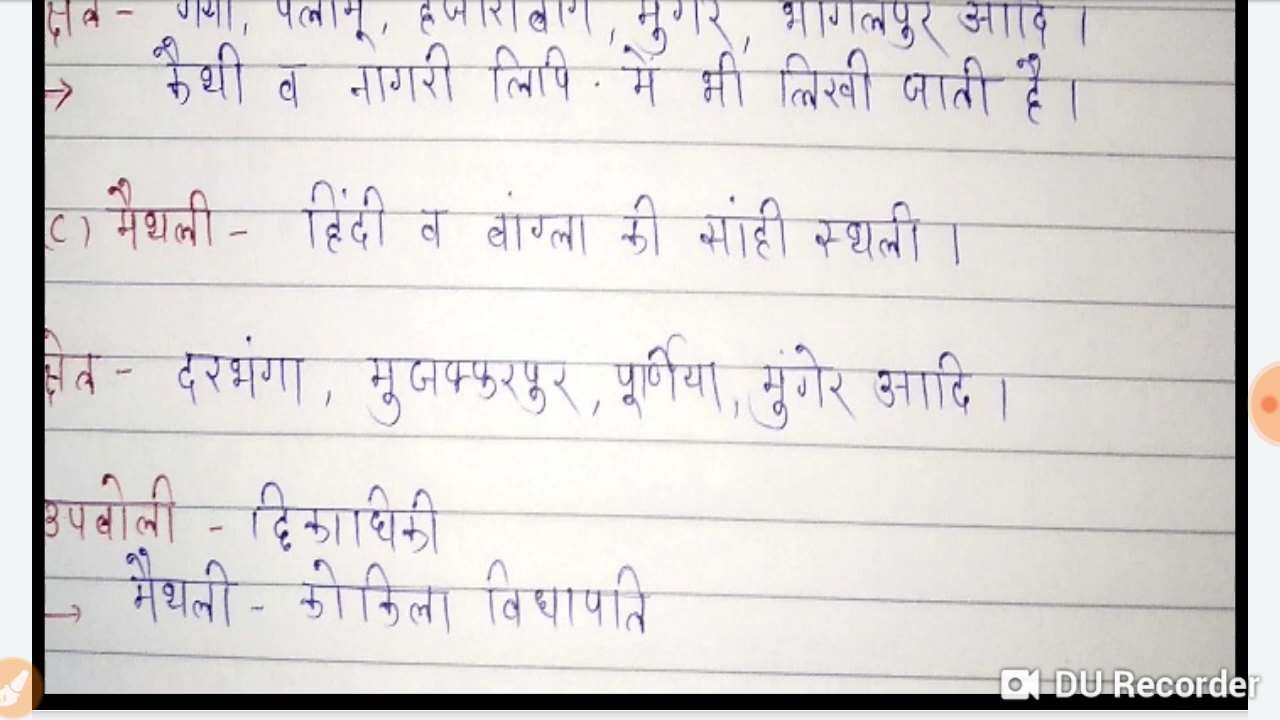 क्षेत्र - गया, पलामू, हजारीबाग, मुंगेर, भागलपुर आदि ।
→ कैथी व नागरी लिपि में भी लिखी जाती है ।
(C) मैथली - हिंदी व बांग्ला की सांही स्थली ।
क्षेत्र - दरभंगा, मुजफ्फरपुर, पूर्णिया, मुंगेर आदि ।
उपबोली - द्विकाधिकी
→ मैथली - कोकिला विधापति
DU Recorder